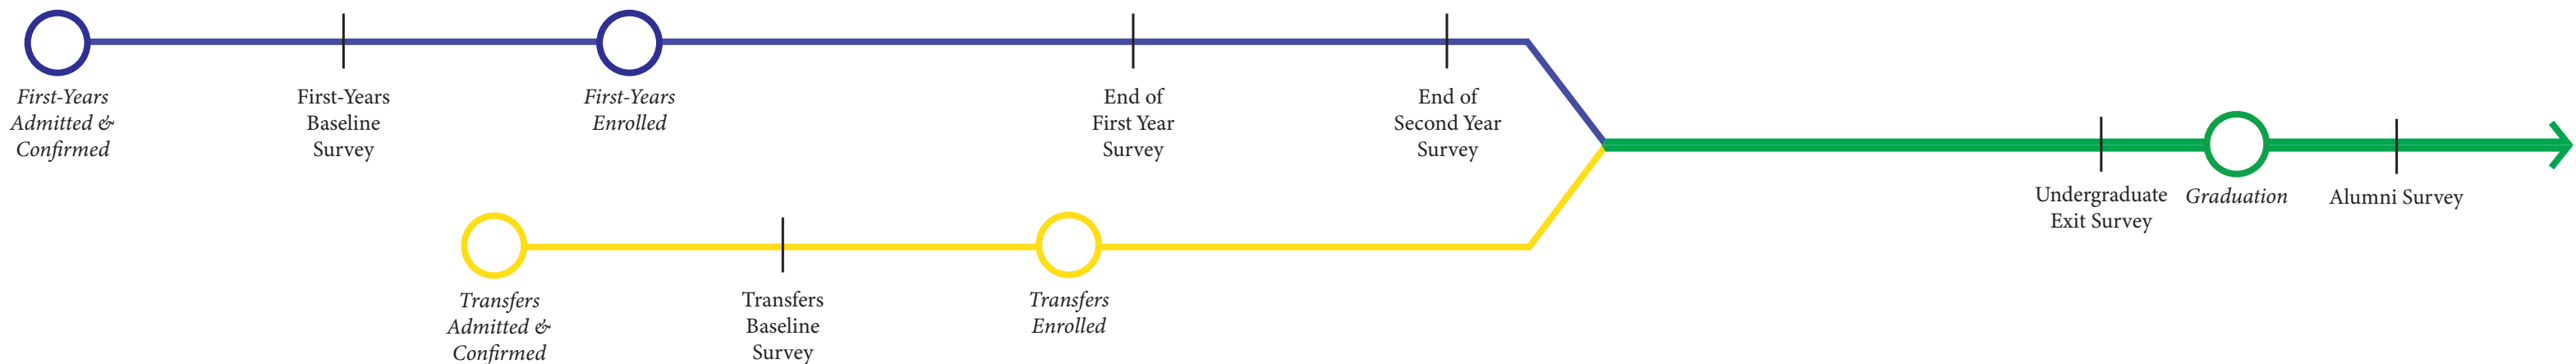 First-Years
Admitted &
Confirmed
First-Years
Baseline
Survey
First-Years
Enrolled
End of
First Year
Survey
End of
Second Year
Survey
Undergraduate
Exit Survey
Graduation
Alumni Survey
Transfers
Admitted &
Confirmed
Transfers
Baseline
Survey
Transfers
Enrolled